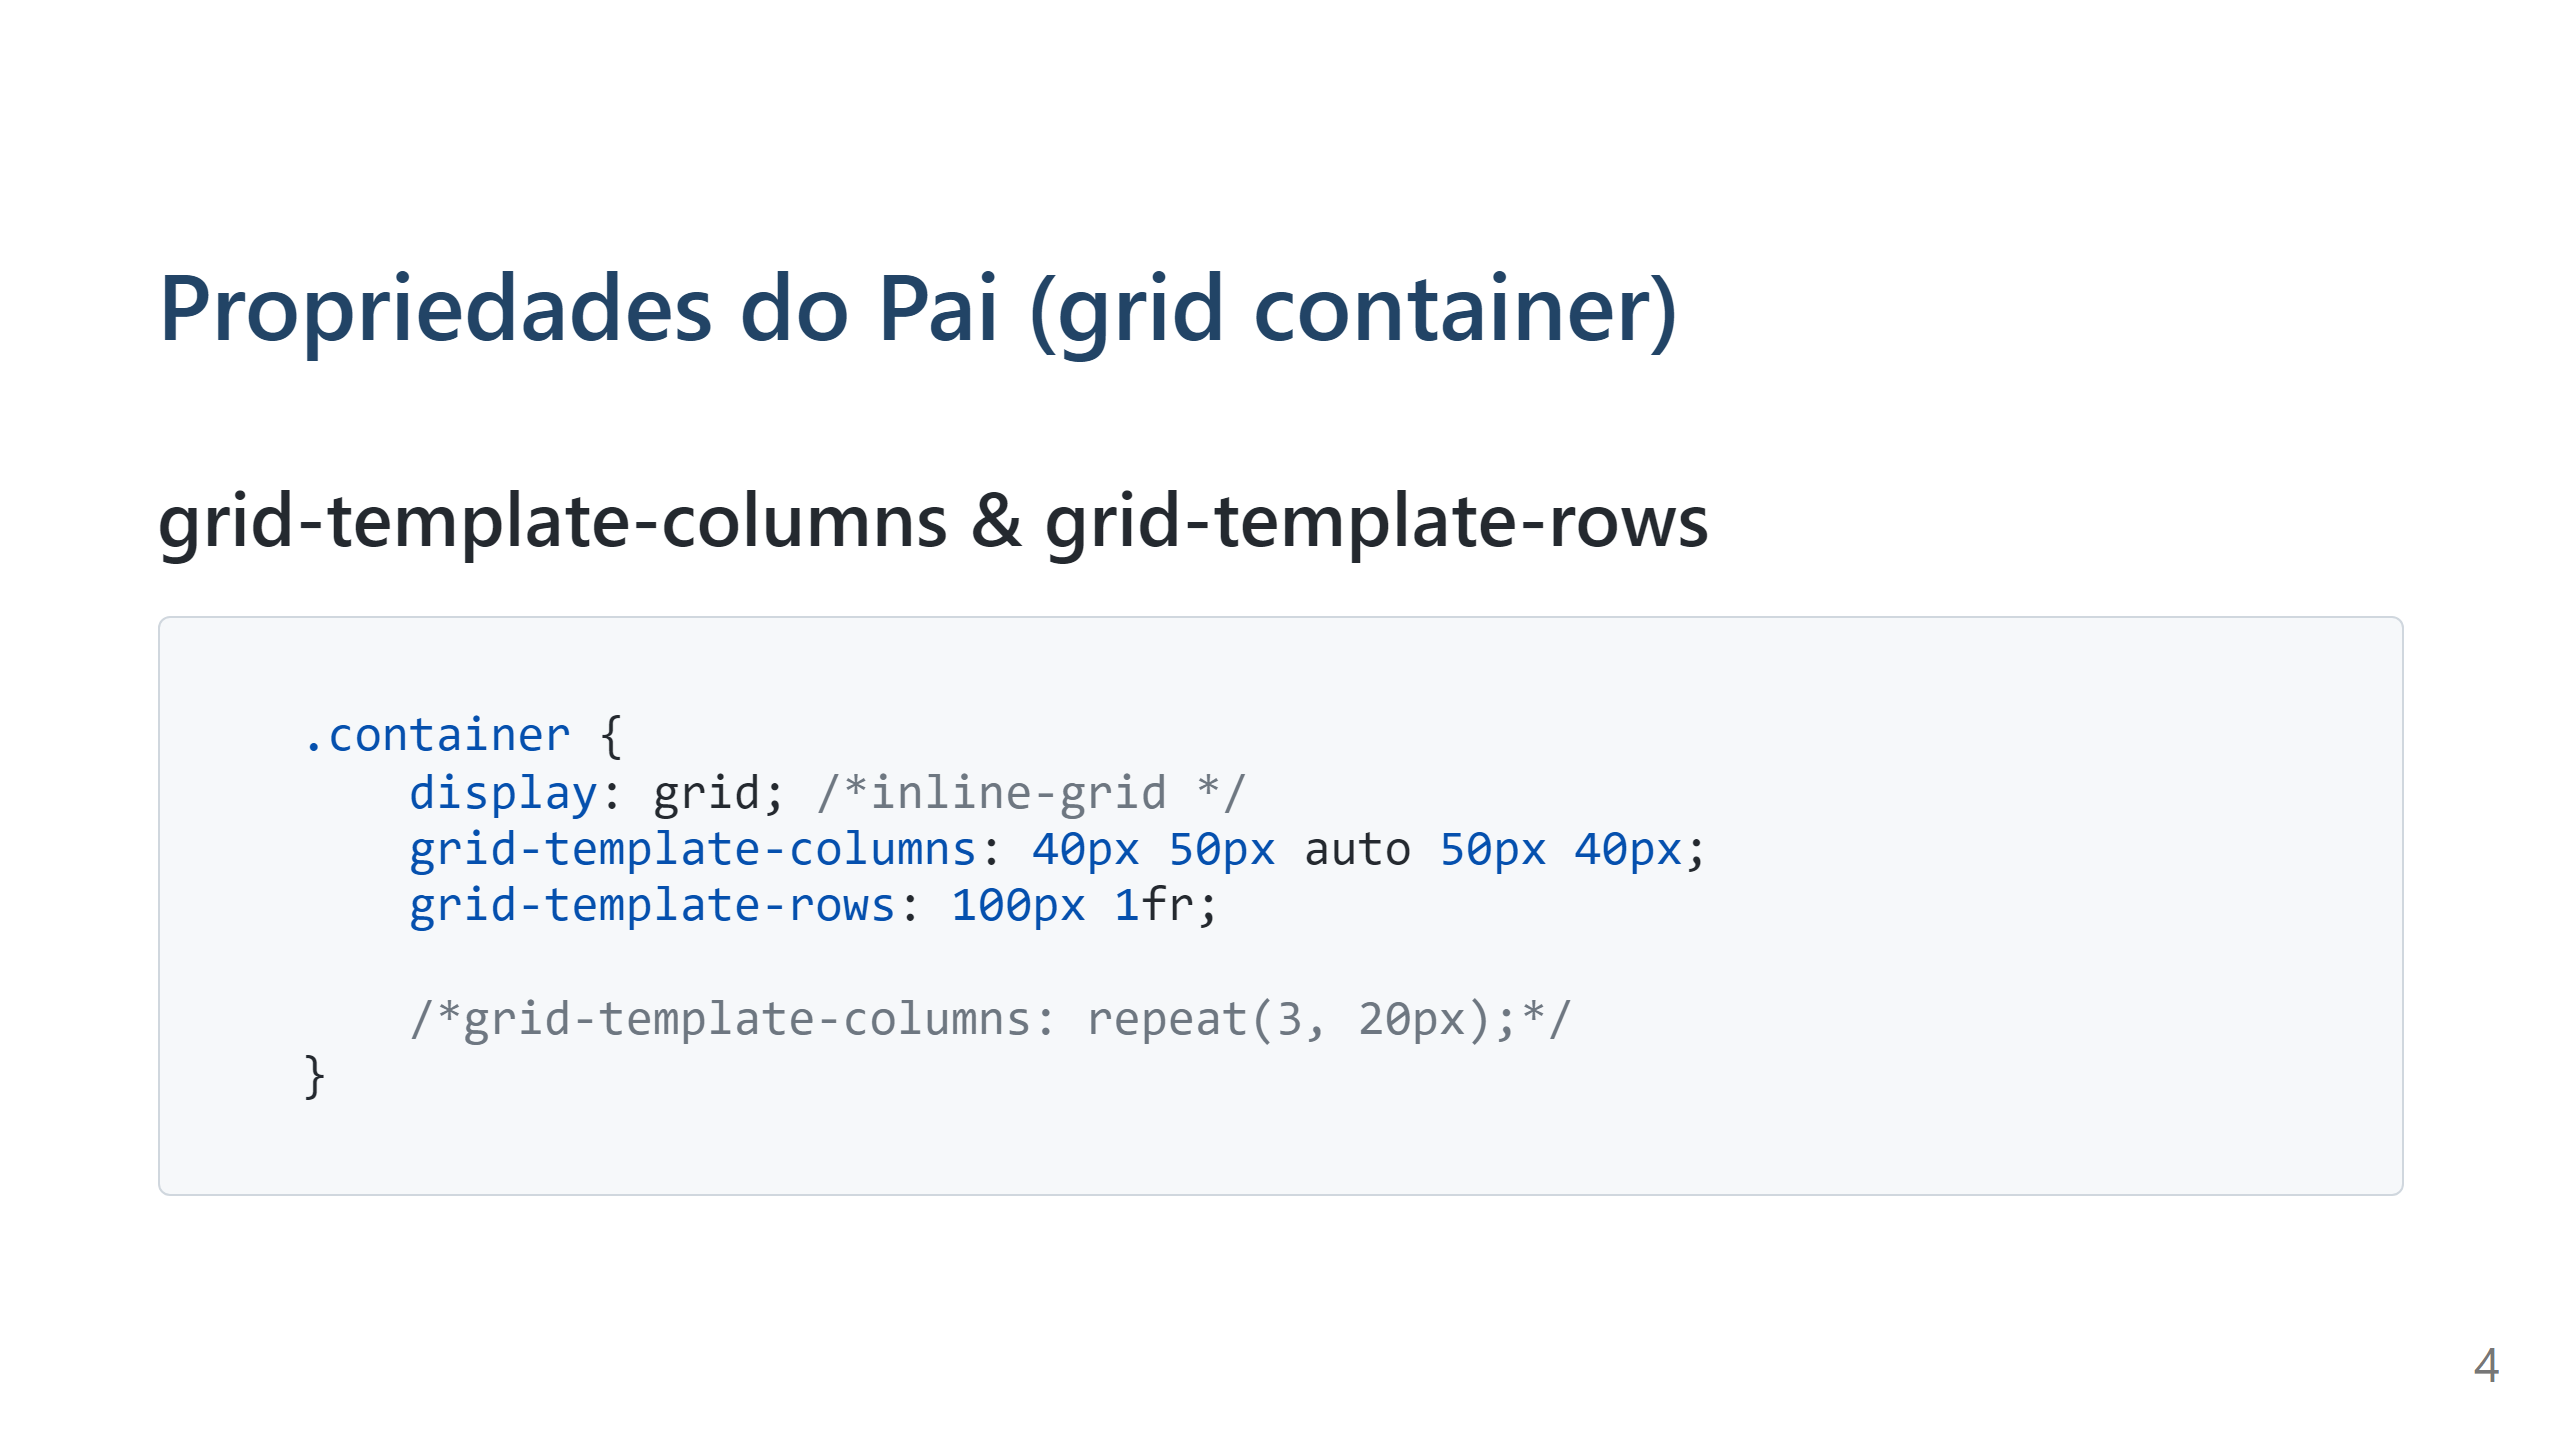 Propriedades do Pai (grid container)
grid-template-columns & grid-template-rows
.container {
    display: grid; /*inline-grid */
    grid-template-columns: 40px 50px auto 50px 40px;
    grid-template-rows: 100px 1fr;
    /*grid-template-columns: repeat(3, 20px);*/
}
4